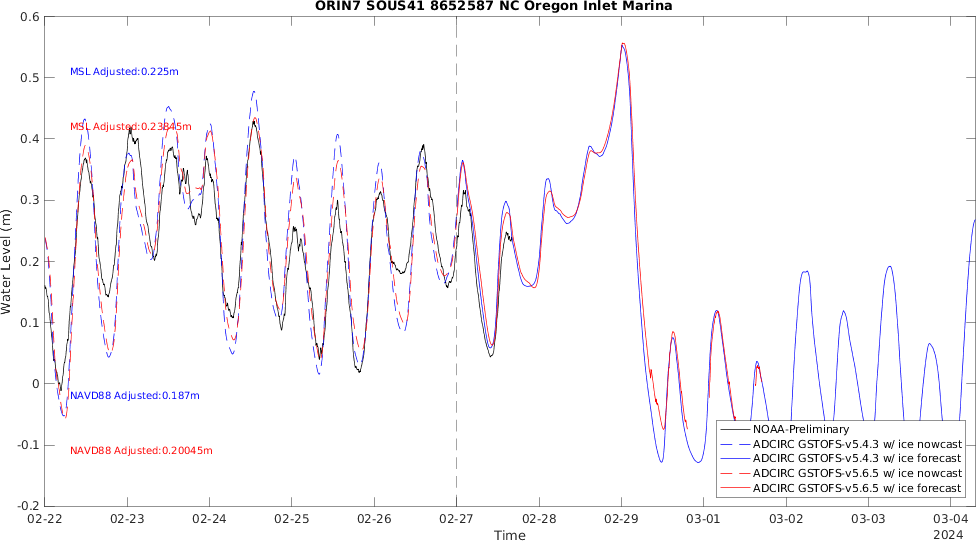 ORIN7 SOUS41 8652587 NC Oregon Inlet Marina
0.6
0.5
0.4
0.3
0.2
0.1
0
-0.1
-0.2
Water Level (m)
MSL Adjusted:0.225m
MSL Adjusted:0.23845m
NAVD88 Adjusted:0.187m
NAVD88 Adjusted:0.20045m
NOAA-Preliminary
ADCIRC GSTOFS-v5.4.3 w/ ice nowcast
ADCIRC GSTOFS-v5.4.3 w/ ice forecast
ADCIRC GSTOFS-v5.6.5 w/ ice nowcast
ADCIRC GSTOFS-v5.6.5 w/ ice forecast
02-22 02-23 02-24 02-25 02-26 02-27 02-28 02-29 03-01 03-02 03-03 03-04
2024
Time